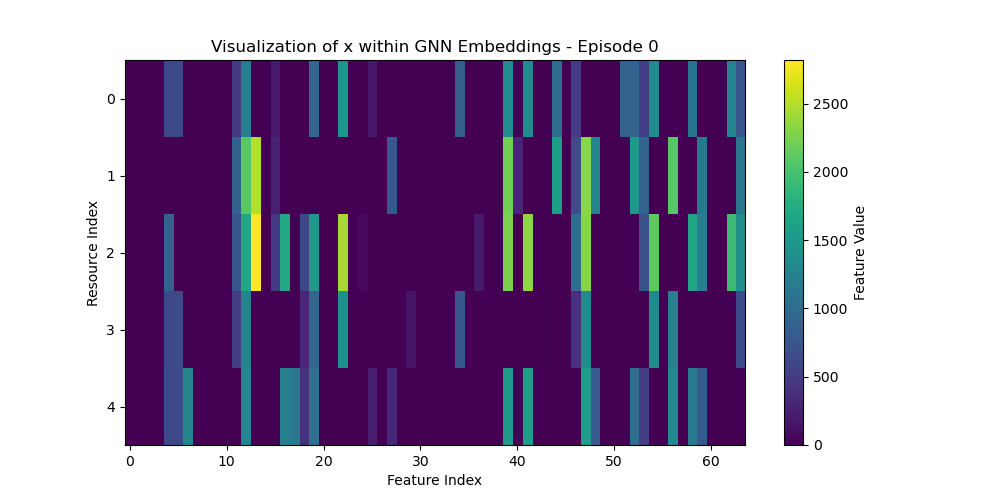 Visualization of x within GNN Embeddings - Episode 0
Resource Index
0
1
2
3
4
0 10 20 30 40 50 60
Feature Index
2500
2000
1500
1000
500
0
Feature Value